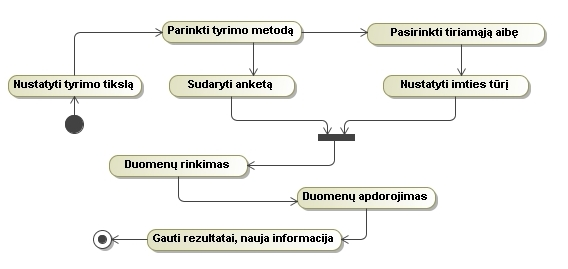 Parinkti tyrimo metodą
Pasirinkti tiriamąją aibę
Nustatyti tyrimo tikslą
Sudaryti anketą
Nustatyti imties tūrį
Duomenų rinkimas
Duomenų apdorojimas
Gauti rezultatai, nauja informacija